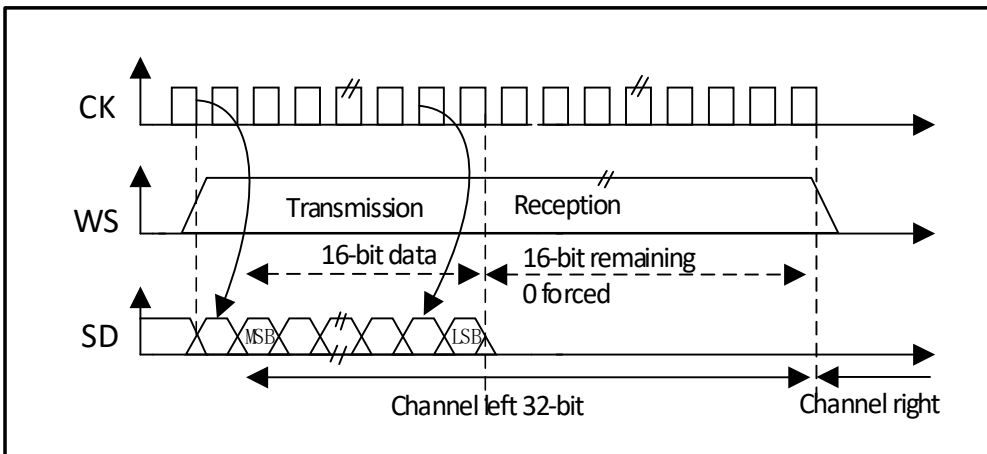 CK
WS
Transmission
Reception
16-bit data
16-bit remaining
0 forced
SD
MSB
LSB
Channel left 32-bit
Channel right